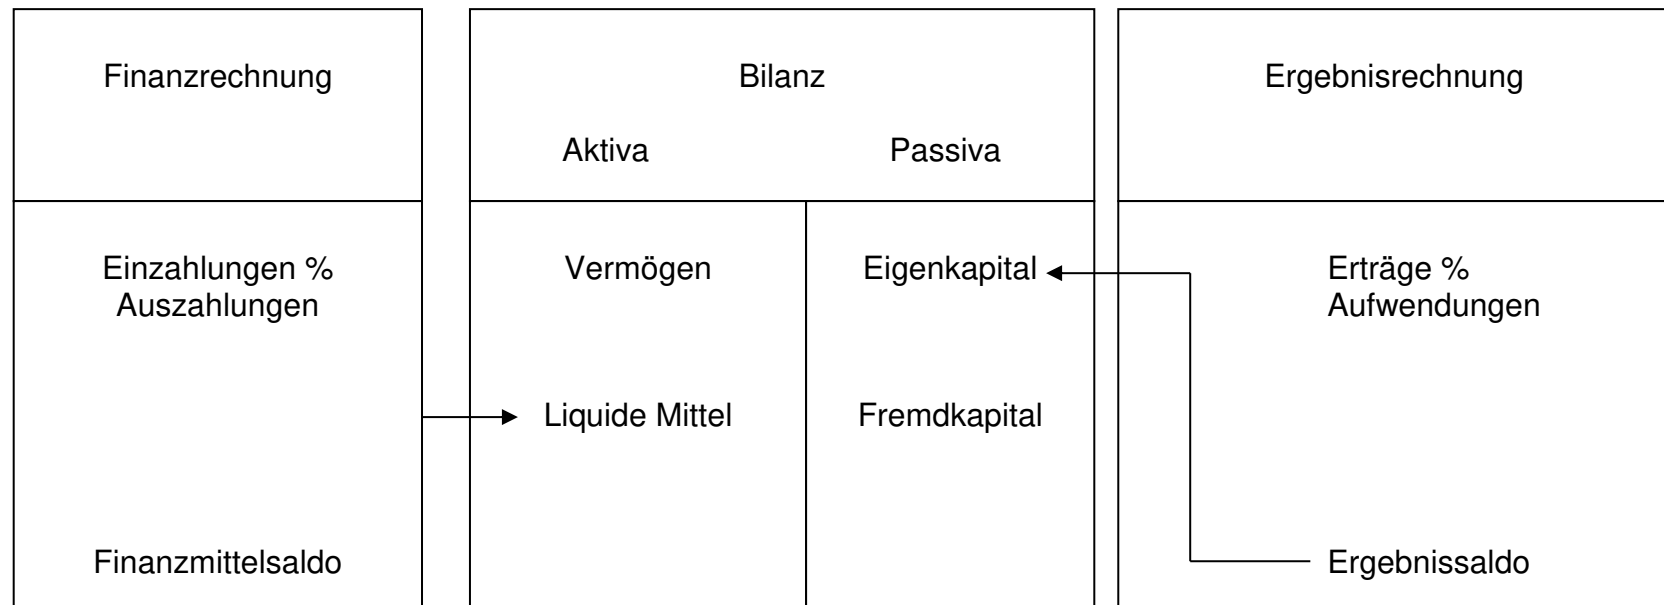 Finanzrechnung
Bilanz
Aktiva
Passiva
Ergebnisrechnung
Einzahlungen %
Auszahlungen
Finanzmittelsaldo
Vermögen
Liquide Mittel
Eigenkapital
Fremdkapital
Erträge %
Aufwendungen
Ergebnissaldo